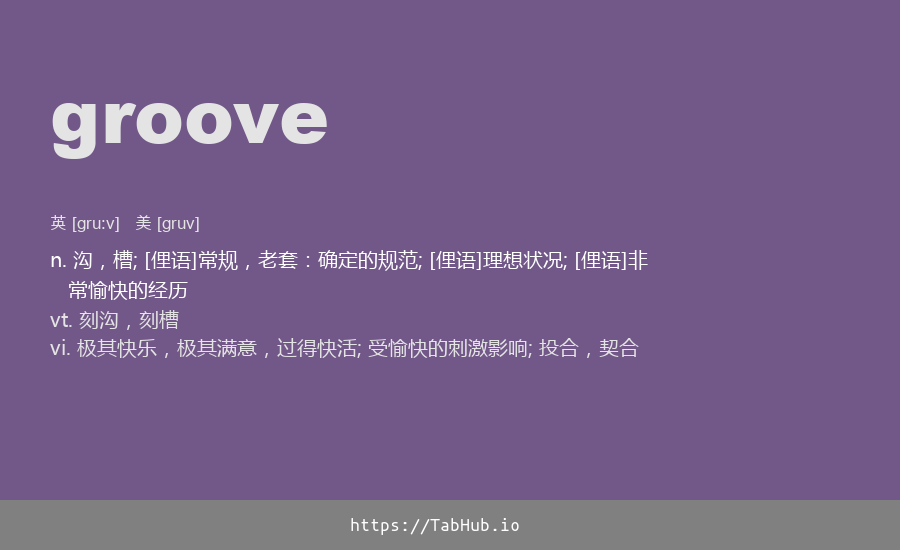 groove
英 [gruːv] 美 [gruv]
n. 沟，槽; [俚语]常规，老套：确定的规范; [俚语]理想状况; [俚语]非
常愉快的经历
vt. 刻沟，刻槽
vi. 极其快乐，极其满意，过得快活; 受愉快的刺激影响; 投合，契合
https://TabHub.io